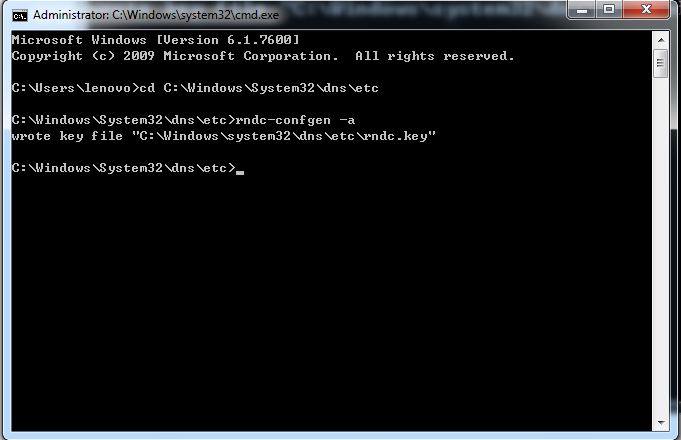 Administrator: C:\Windows\system32\cmd.exe
Microsoft Windows [Version 6.1.7600]
Copyright (c) 2009 Microsoft Corporation.  All rights reserved.
C:\Users\lenovo>cd C:\Windows\System32\dns\etc
C:\Windows\System32\dns\etc>rndc-confgen -a
wrote key file "C:\Windows\system32\dns\etc\rndc.key"
C:\Windows\System32\dns\etc>